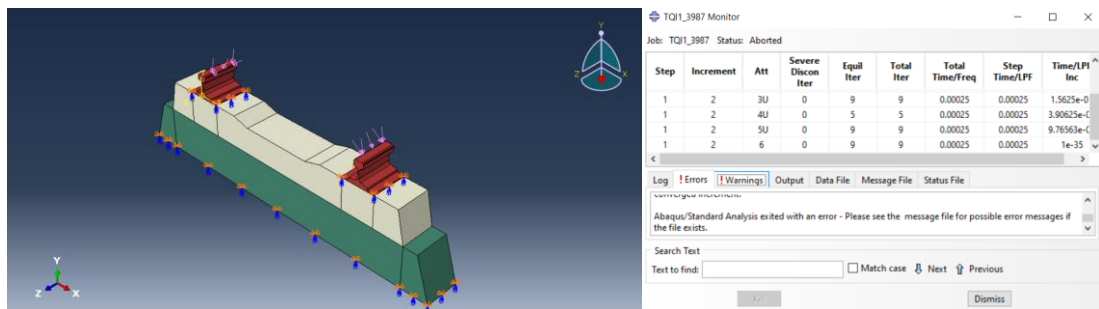 TQI1_3987 Monitor
Job: TQI1_3987 Status: Aborted
Step Increment Att Severe Discon Iter Equil Iter Total Iter Total Time/Freq Step Time/LPF Time/LPF Inc
1 2 3U 0 9 9 0.00025 0.00025 1.5625e-0
1 2 4U 0 5 5 0.00025 0.00025 3.90625e-0
1 2 5U 0 9 9 0.00025 0.00025 9.76563e-0
1 2 6 0 9 9 0.00025 0.00025 1e-35
Log ! Errors ! Warnings Output Data File Message File Status File
converged increment.
Abaqus/Standard Analysis exited with an error - Please see the message file for possible error messages if
the file exists.
Search Text
Text to find: Match case Next Previous
Dismiss
Y
Z X
Y
Z X